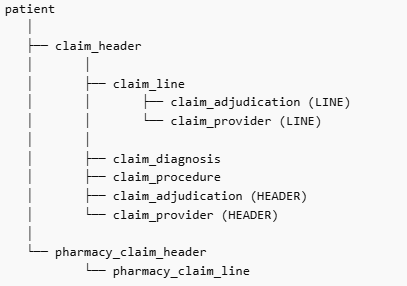 patient
claim_header
claim_line
claim_adjudication (LINE)
claim_provider (LINE)
claim_diagnosis
claim_procedure
claim_adjudication (HEADER)
claim_provider (HEADER)
pharmacy_claim_header
pharmacy_claim_line